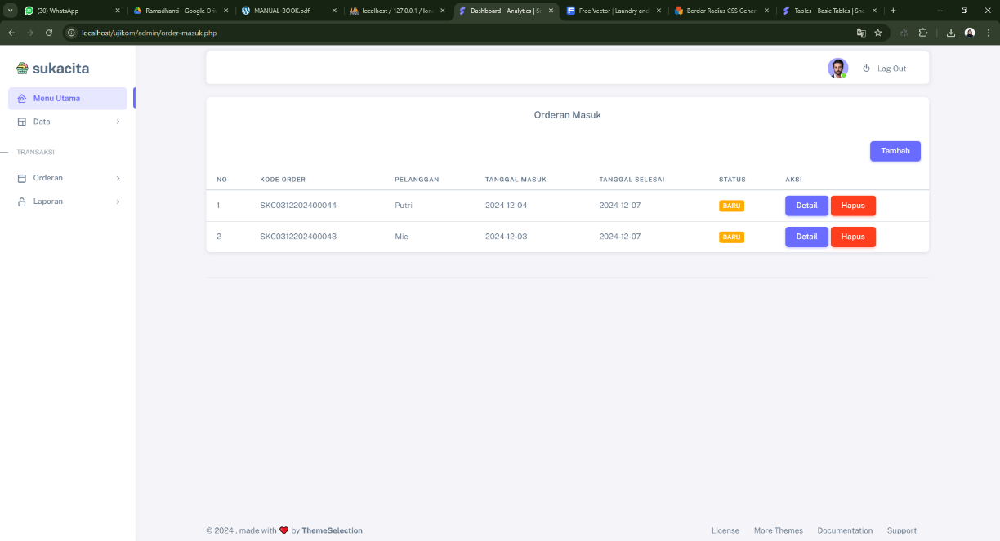 (30) WhatsApp
Ramadhanti - Google Dri
MANUAL-BOOK.pdf
localhost / 127.0.0.1 / lon
Dashboard - Analytics | Sn
Free Vector | Laundry and
Border Radius CSS Genera
Tables - Basic Tables | Sne
localhost/ujikom/admin/order-masuk.php
sukacita
Log Out
Menu Utama
Data
TRANSAKSI
Orderan
Laporan
Orderan Masuk
Tambah
NO KODE ORDER PELANGGAN TANGGAL MASUK TANGGAL SELESAI STATUS AKSI
1 SKC0312202400044 Putri 2024-12-04 2024-12-07 BARU Detail Hapus
2 SKC0312202400043 Mie 2024-12-03 2024-12-07 BARU Detail Hapus
© 2024 , made with ❤️ by ThemeSelection
License More Themes Documentation Support